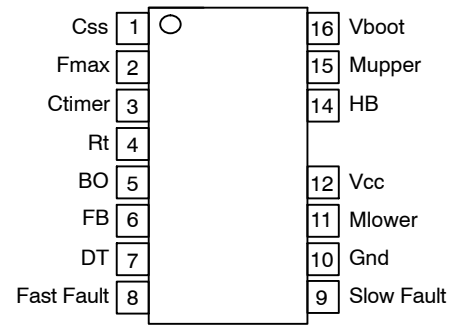 Css 1
Fmax 2
Ctimer 3
Rt 4
BO 5
FB 6
DT 7
Fast Fault 8
16 Vboot
15 Mupper
14 HB
12 Vcc
11 Mlower
10 Gnd
9 Slow Fault